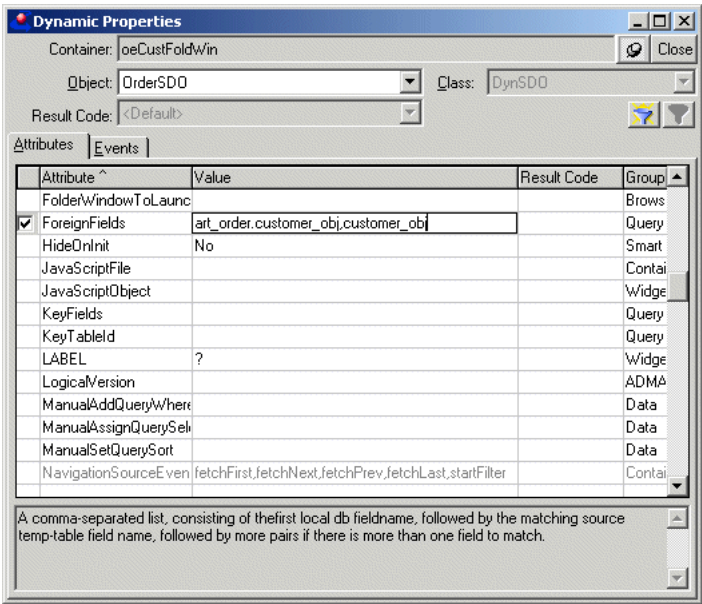 Dynamic Properties
Container: oeCustFoldWin Close
Object: OrderSDO Class: DynSDO
Result Code: <Default>
Attributes Events
Attribute ^ Value Result Code Group
FolderWindowToLaunc Brows
ForeignFields art_order.customer_obj,customer_obj Query
HideOnInit No Smart
JavaScriptFile Contai
JavaScriptObject Widge
KeyFields Query
KeyTableId Query
LABEL ? Widge
LogicalVersion ADMA
ManualAddQueryWhere Data
ManualAssignQuerySele Data
ManualSetQuerySort Data
NavigationSourceEven fetchFirst,fetchNext,fetchPrev,fetchLast,startFilter Contai
A comma-separated list, consisting of thefirst local db fieldname, followed by the matching source
temp-table field name, followed by more pairs if there is more than one field to match.